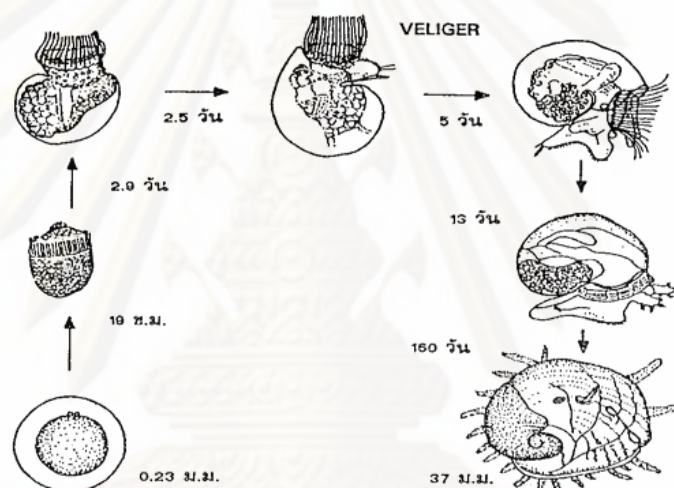 VELIGER
2.5 วัน
5 วัน
2.9 วัน
13 วัน
19 ช.ม.
160 วัน
0.23 ม.ม.
37 ม.ม.